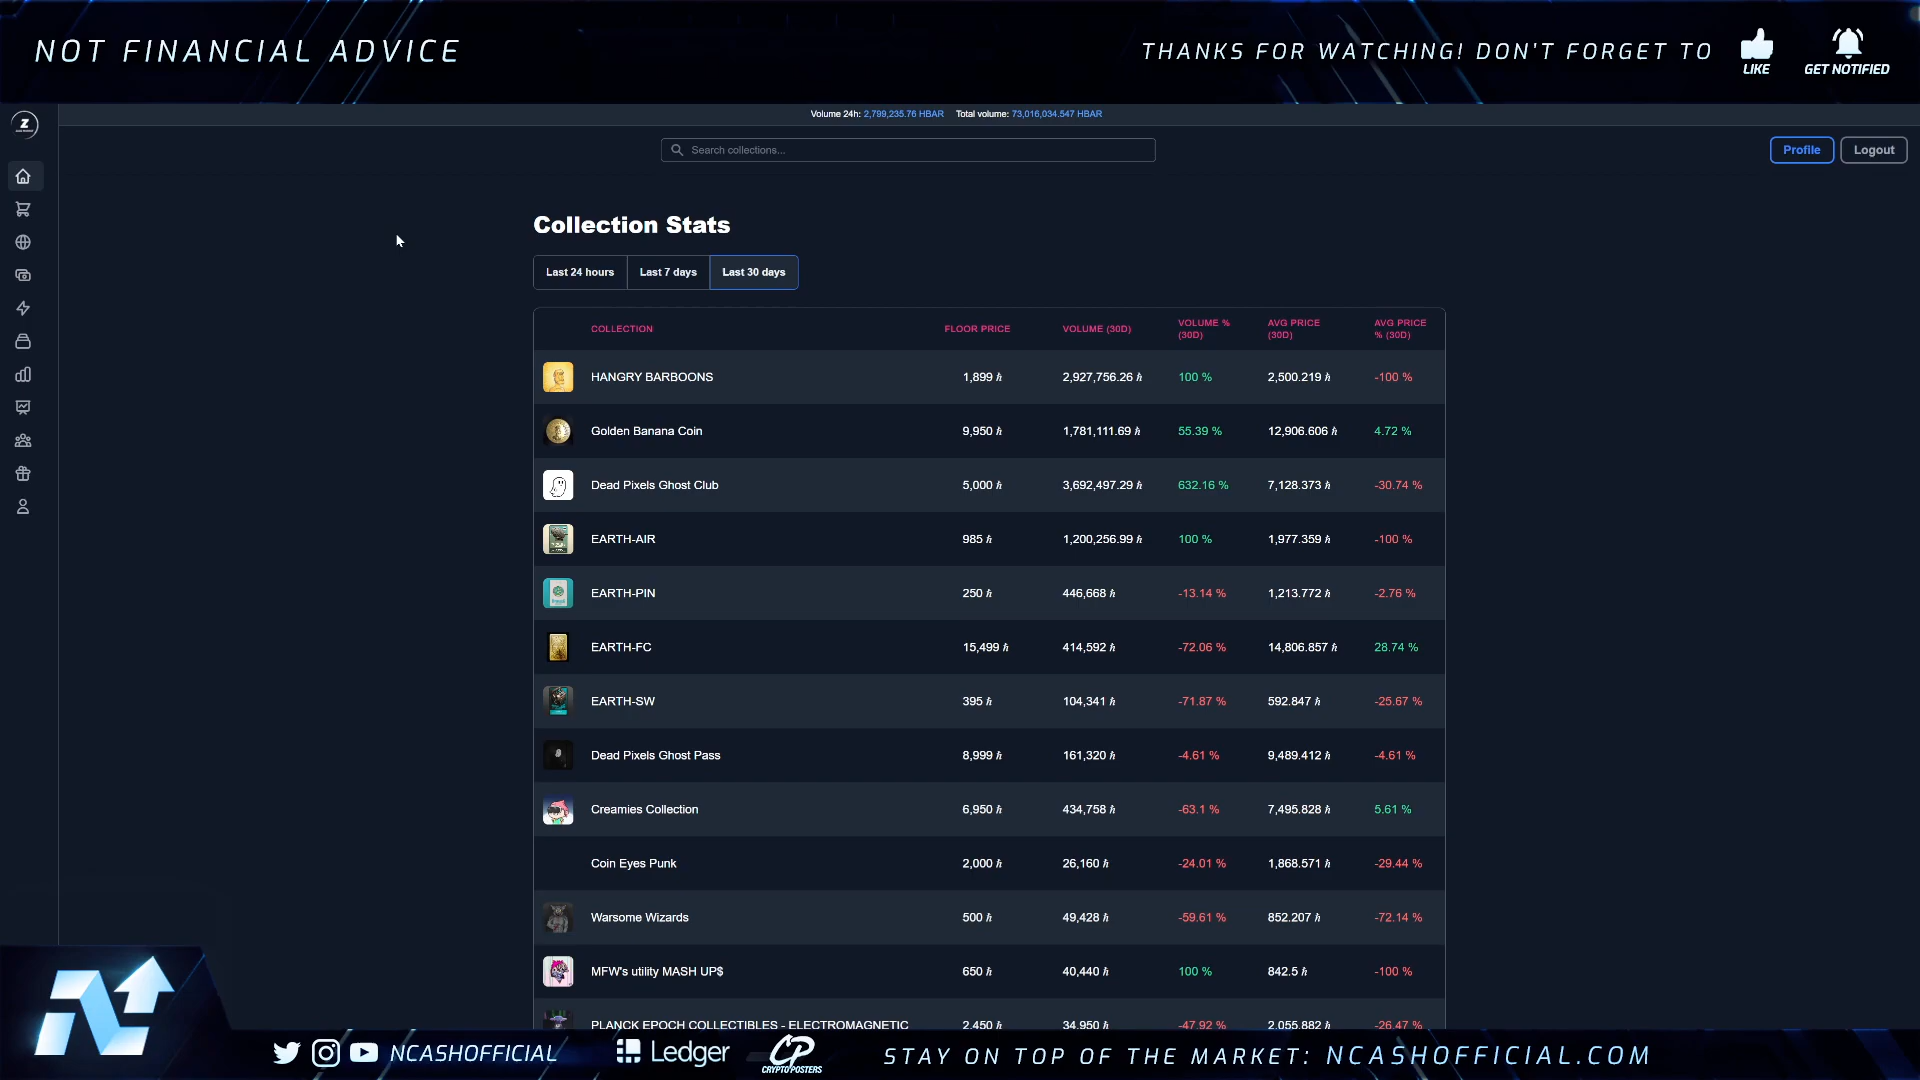 NOT FINANCIAL ADVICE
THANKS FOR WATCHING! DON'T FORGET TO
LIKE
GET NOTIFIED
Z
Volume 24h: 2,799,235.76 HBAR Total volume: 73,016,034.547 HBAR
Search collections...
Profile
Logout
Collection Stats
Last 24 hours
Last 7 days
Last 30 days
COLLECTION FLOOR PRICE VOLUME (30D) VOLUME % (30D) AVG PRICE (30D) AVG PRICE % (30D)
HANGRY BARBOONS 1,899 ℏ 2,927,756.26 ℏ 100 % 2,500.219 ℏ -100 %
Golden Banana Coin 9,950 ℏ 1,781,111.69 ℏ 55.39 % 12,906.606 ℏ 4.72 %
Dead Pixels Ghost Club 5,000 ℏ 3,692,497.29 ℏ 632.16 % 7,128.373 ℏ -30.74 %
EARTH-AIR 985 ℏ 1,200,256.99 ℏ 100 % 1,977.359 ℏ -100 %
EARTH-PIN 250 ℏ 446,668 ℏ -13.14 % 1,213.772 ℏ -2.76 %
EARTH-FC 15,499 ℏ 414,592 ℏ -72.06 % 14,806.857 ℏ 28.74 %
EARTH-SW 395 ℏ 104,341 ℏ -71.87 % 592.847 ℏ -25.67 %
Dead Pixels Ghost Pass 8,999 ℏ 161,320 ℏ -4.61 % 9,489.412 ℏ -4.61 %
Creamies Collection 6,950 ℏ 434,758 ℏ -63.1 % 7,495.828 ℏ 5.61 %
Coin Eyes Punk 2,000 ℏ 26,160 ℏ -24.01 % 1,868.571 ℏ -29.44 %
Warsome Wizards 500 ℏ 49,428 ℏ -59.61 % 852.207 ℏ -72.14 %
MFW's utility MASH UP$ 650 ℏ 40,440 ℏ 100 % 842.5 ℏ -100 %
PLANCK EPOCH COLLECTIBLES - ELECTROMAGNETIC 2,450 ℏ 34,950 ℏ -47.92 % 2,055.882 ℏ -26.47 %
NCASHOFFICIAL
Ledger
CP
CRYPTOPOSTERS
STAY ON TOP OF THE MARKET: NCASHOFFICIAL.COM